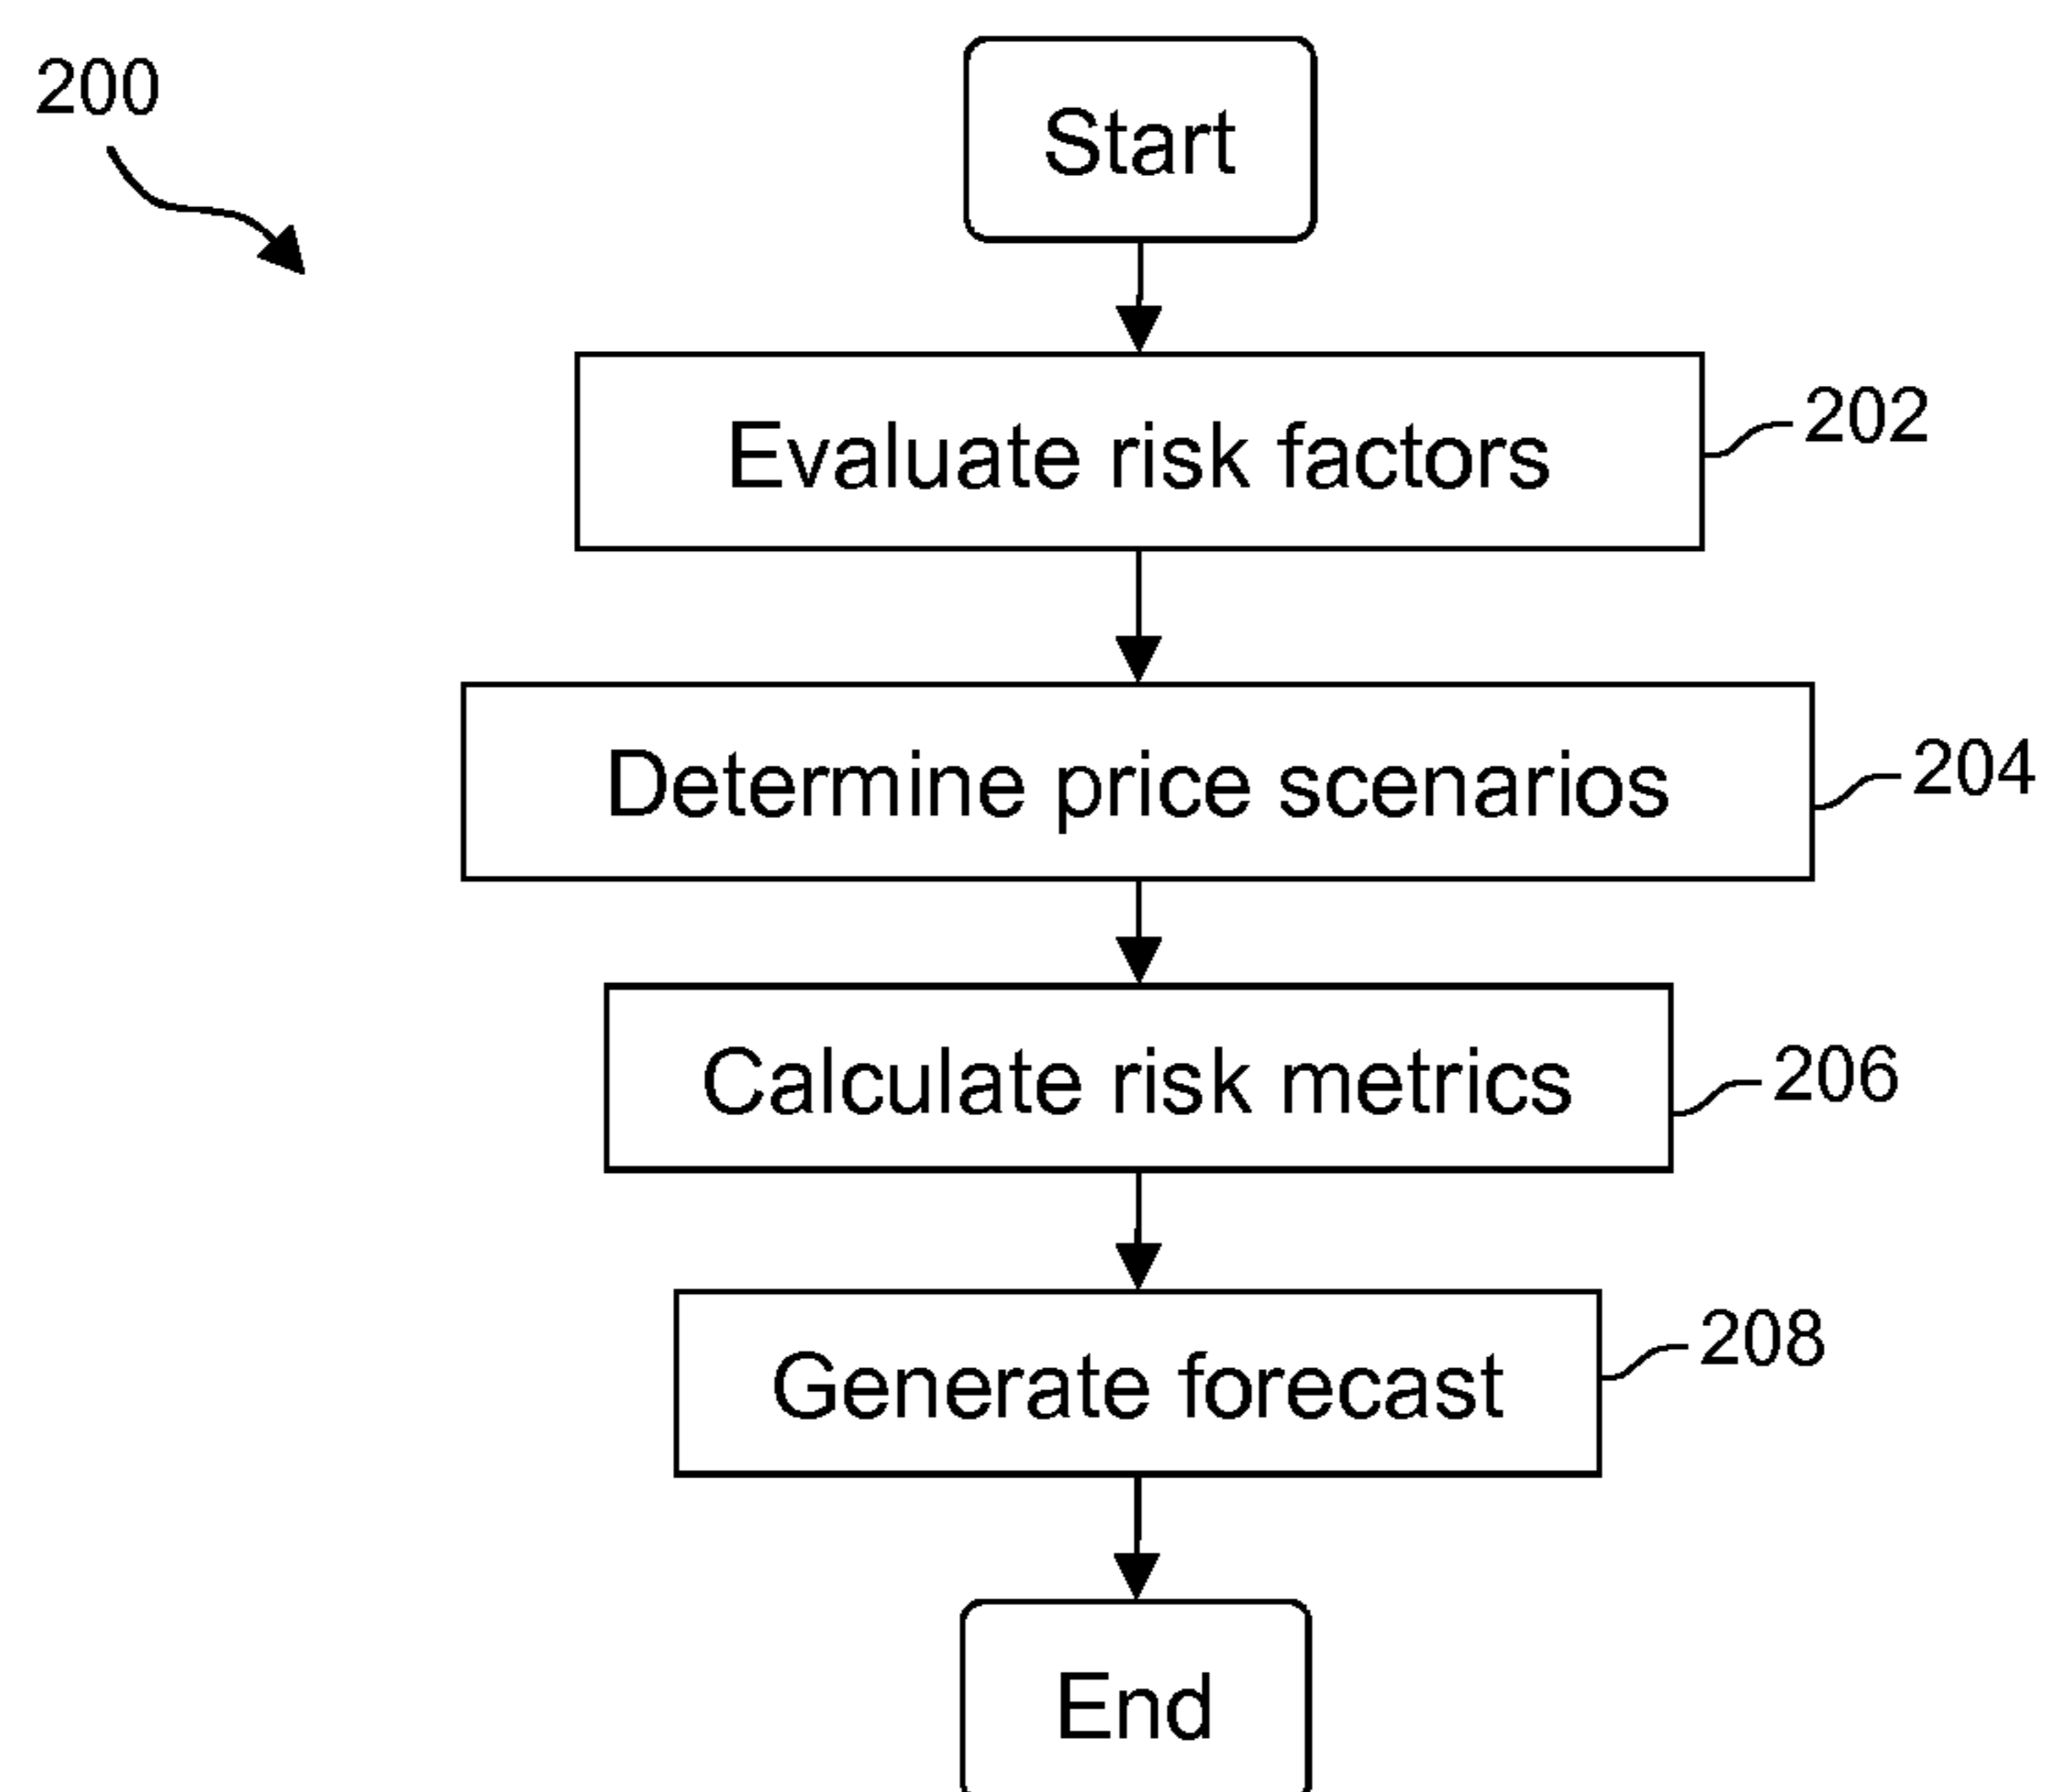 200
Start
Evaluate risk factors
202
Determine price scenarios
204
Calculate risk metrics
206
Generate forecast
208
End